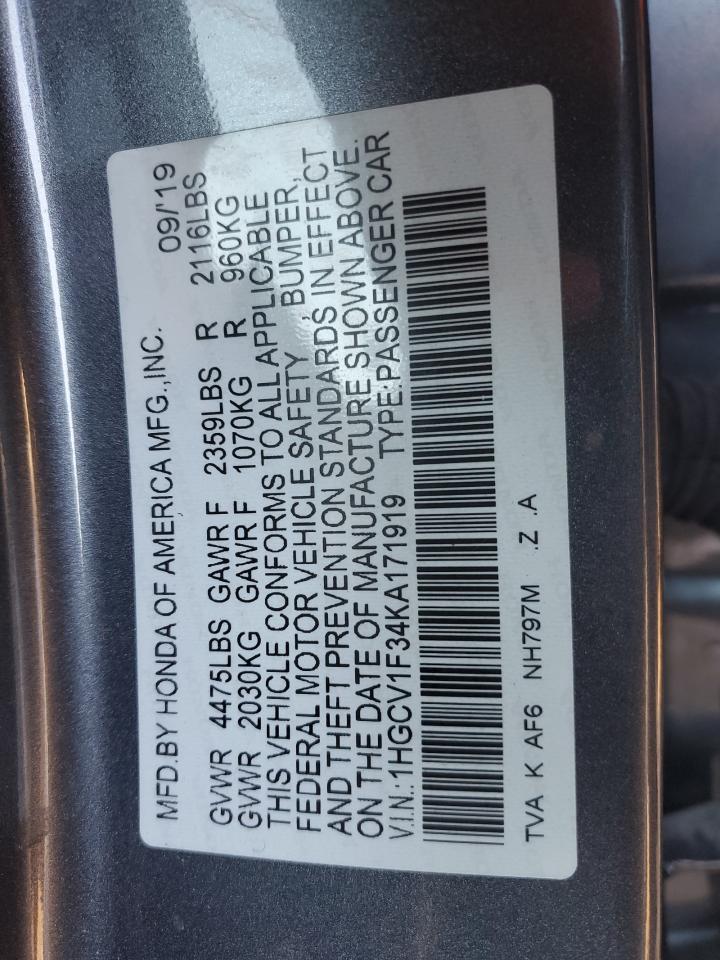 MFD.BY HONDA OF AMERICA MFG.,INC. 09/'19
GVWR 4475LBS GAWR F 2359LBS R 2116LBS
GVWR 2030KG GAWR F 1070KG R 960KG
THIS VEHICLE CONFORMS TO ALL APPLICABLE
FEDERAL MOTOR VEHICLE SAFETY , BUMPER,
AND THEFT PREVENTION STANDARDS IN EFFECT
ON THE DATE OF MANUFACTURE SHOWN ABOVE.
V.I.N.:1HGCV1F34KA171919 TYPE:PASSENGER CAR
TVA K AF6 NH797M .Z .A